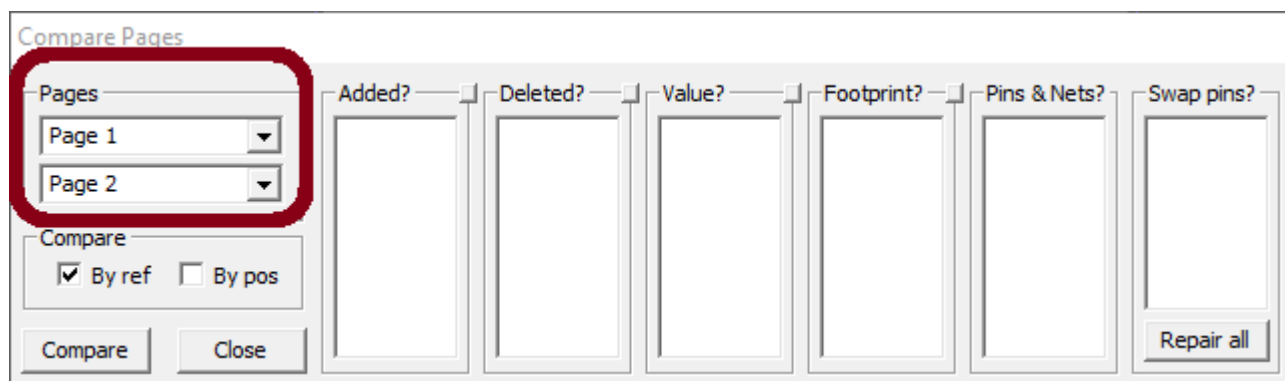 Compare Pages
Pages
Page 1
Page 2
Compare
By ref By pos
Compare Close
Added?
Deleted?
Value?
Footprint?
Pins & Nets?
Swap pins?
Repair all